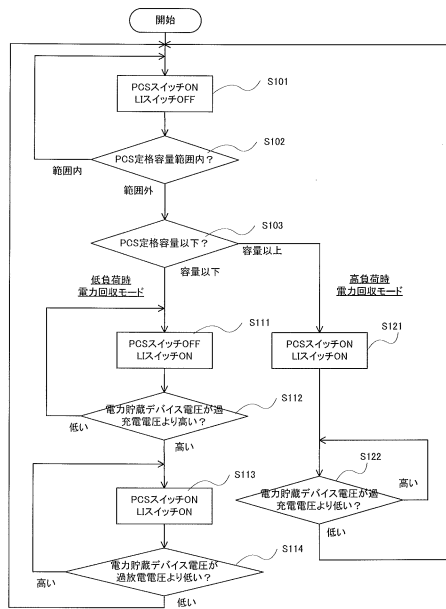 開始
PCSスイッチON
LIスイッチOFF
S101
PCS定格容量範囲内？
S102
範囲内
範囲外
PCS定格容量以下？
S103
容量以上
容量以下
低負荷時
電力回収モード
高負荷時
電力回収モード
PCSスイッチOFF
LIスイッチON
S111
PCSスイッチON
LIスイッチON
S121
電力貯蔵デバイス電圧が過
充電電圧より高い？
S112
低い
高い
PCSスイッチON
LIスイッチON
S113
電力貯蔵デバイス電圧が過
充電電圧より低い？
S122
高い
低い
電力貯蔵デバイス電圧が
過放電電圧より低い？
S114
高い
低い